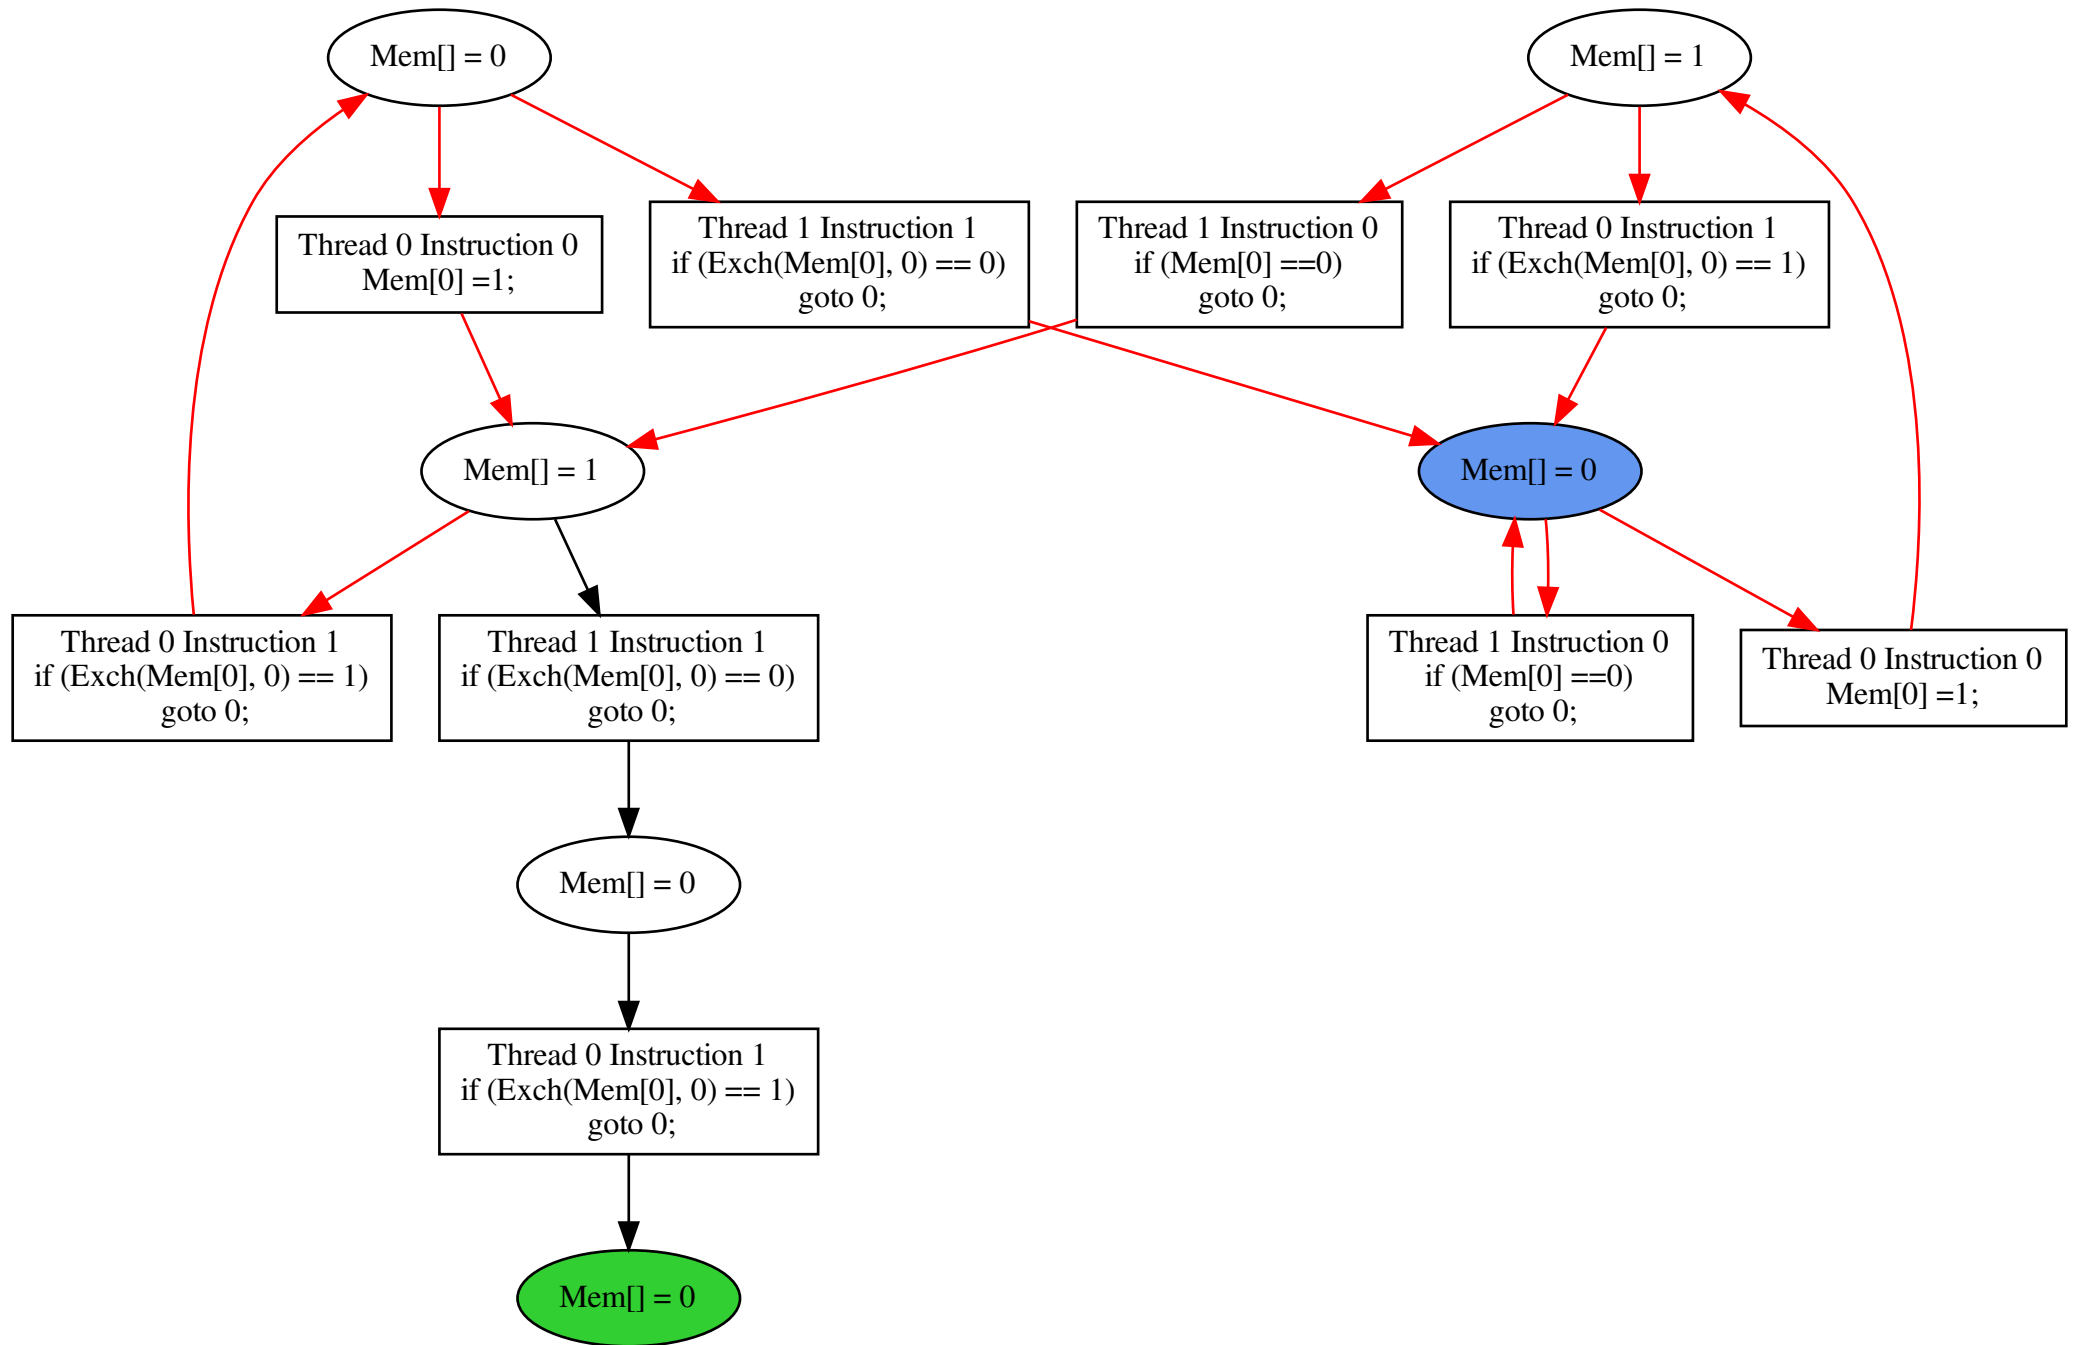 Mem[] = 0
Mem[] = 1
Thread 0 Instruction 0
Mem[0] =1;
Thread 1 Instruction 1
if (Exch(Mem[0], 0) == 0)
goto 0;
Thread 1 Instruction 0
if (Mem[0] ==0)
goto 0;
Thread 0 Instruction 1
if (Exch(Mem[0], 0) == 1)
goto 0;
Mem[] = 1
Mem[] = 0
Thread 0 Instruction 1
if (Exch(Mem[0], 0) == 1)
goto 0;
Thread 1 Instruction 1
if (Exch(Mem[0], 0) == 0)
goto 0;
Thread 1 Instruction 0
if (Mem[0] ==0)
goto 0;
Thread 0 Instruction 0
Mem[0] =1;
Mem[] = 0
Thread 0 Instruction 1
if (Exch(Mem[0], 0) == 1)
goto 0;
Mem[] = 0